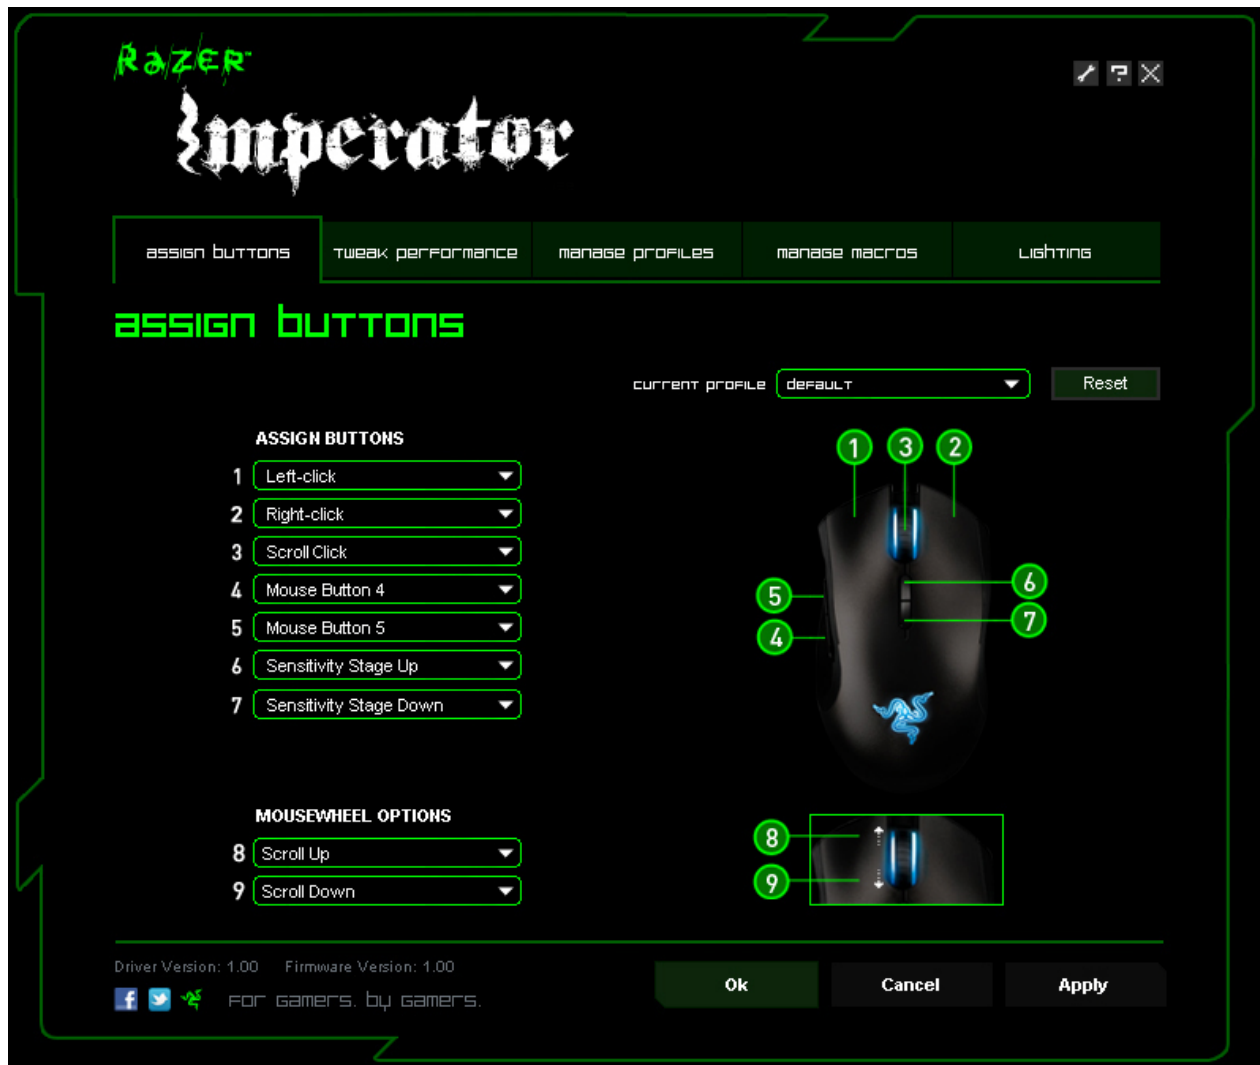 RAZER™
Imperator
assign buttons
tweak performance
manage profiles
manage macros
lighting
assign buttons
current profile
default
Reset
ASSIGN BUTTONS
1 Left-click
2 Right-click
3 Scroll Click
4 Mouse Button 4
5 Mouse Button 5
6 Sensitivity Stage Up
7 Sensitivity Stage Down
1 3 2
6
5
7
4
MOUSEWHEEL OPTIONS
8 Scroll Up
9 Scroll Down
8
9
Driver Version: 1.00 Firmware Version: 1.00
For gamers. by gamers.
Ok
Cancel
Apply